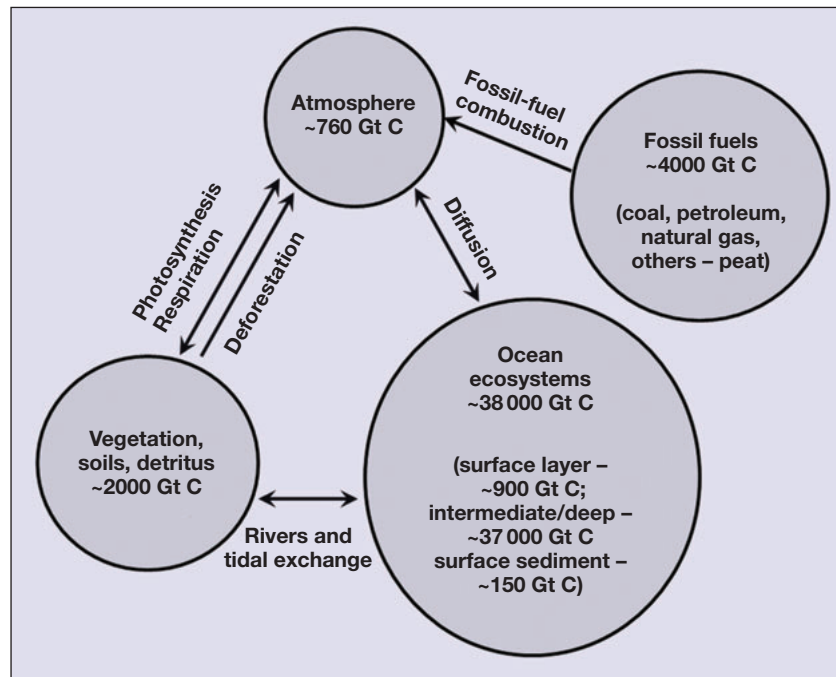 Atmosphere
~760 Gt C
Fossil-fuel
combustion
Fossil fuels
~4000 Gt C
(coal, petroleum,
natural gas,
others – peat)
Photosynthesis
Respiration
Deforestation
Diffusion
Vegetation,
soils, detritus
~2000 Gt C
Rivers and
tidal exchange
Ocean
ecosystems
~38 000 Gt C
(surface layer –
~900 Gt C;
intermediate/deep –
~37 000 Gt C
surface sediment –
~150 Gt C)